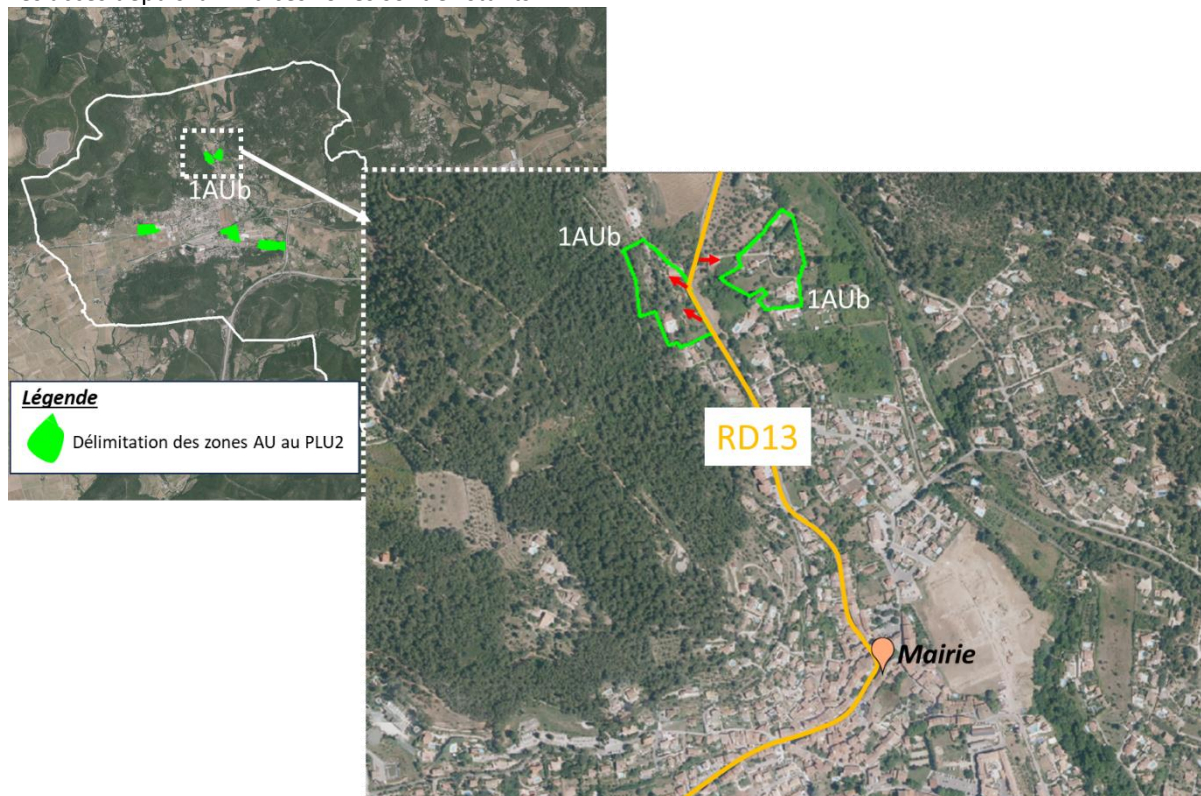 1AUb
Légende
Délimitation des zones AU au PLU2
1AUb
1AUb
RD13
Mairie